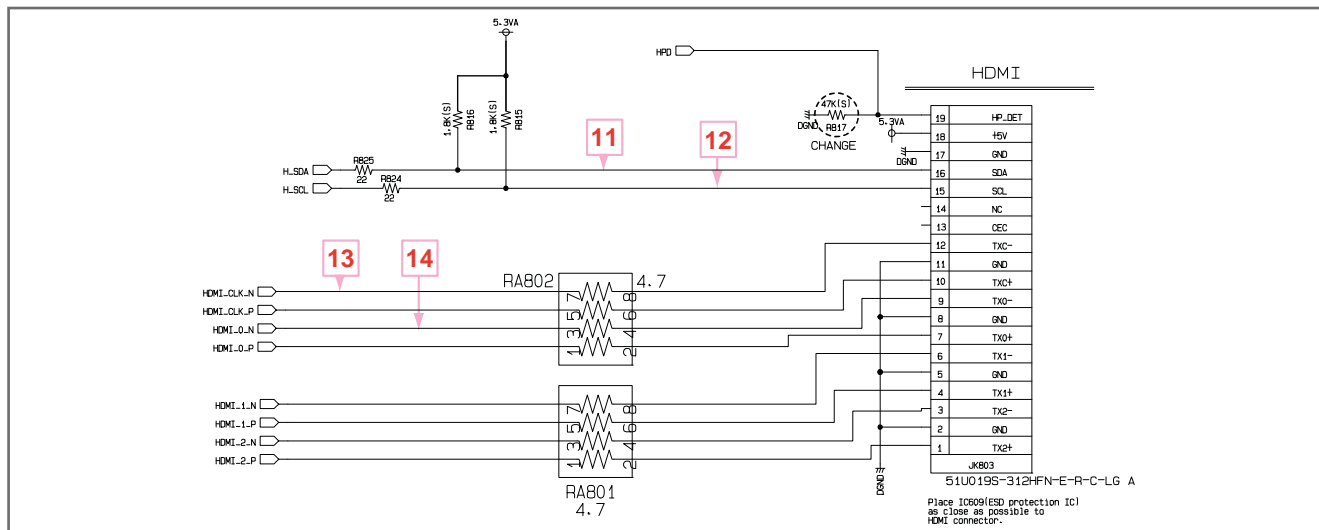 5.3VA
HPD
HDMI
1.8K(S)
R816
1.8K(S)
R815
47K(S)
DGND
R817
CHANGE
5.3VA
DGND
19 HP_DET
18 +5V
17 GND
16 SDA
15 SCL
14 NC
13 CEC
12 TXC-
11 GND
10 TXC+
9 TX0-
8 GND
7 TX0+
6 TX1-
5 GND
4 TX1+
3 TX2-
2 GND
1 TX2+
JK803
51U019S-312HFN-E-R-C-LG A
11
12
H_SDA
R825
22
H_SCL
R824
22
13
14
RA802
4.7
HDMI_CLK_N
7 8
HDMI_CLK_P
5 6
HDMI_0_N
3 4
HDMI_0_P
1 2
HDMI_1_N
7 8
HDMI_1_P
5 6
HDMI_2_N
3 4
HDMI_2_P
1 2
RA801
4.7
DGND
Place IC609(ESD protection IC)
as close as possible to
HDMI connector.